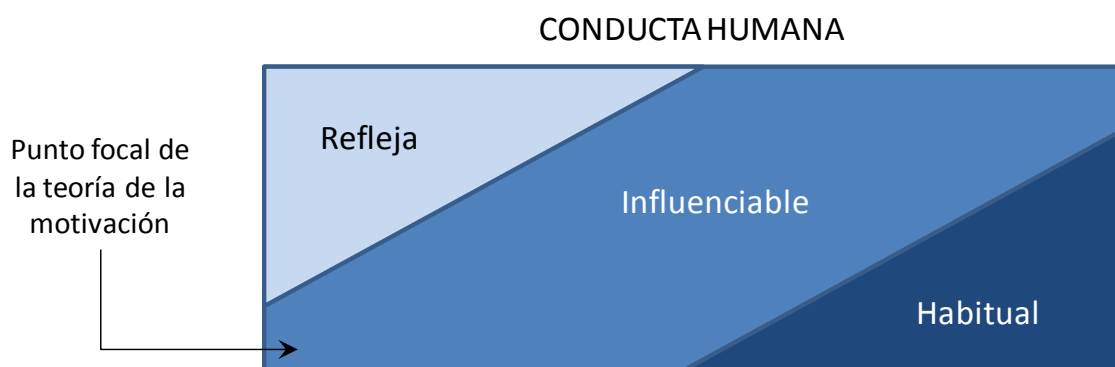 CONDUCTA HUMANA
Refleja
Punto focal de
la teoría de la
motivación
Influenciable
Habitual